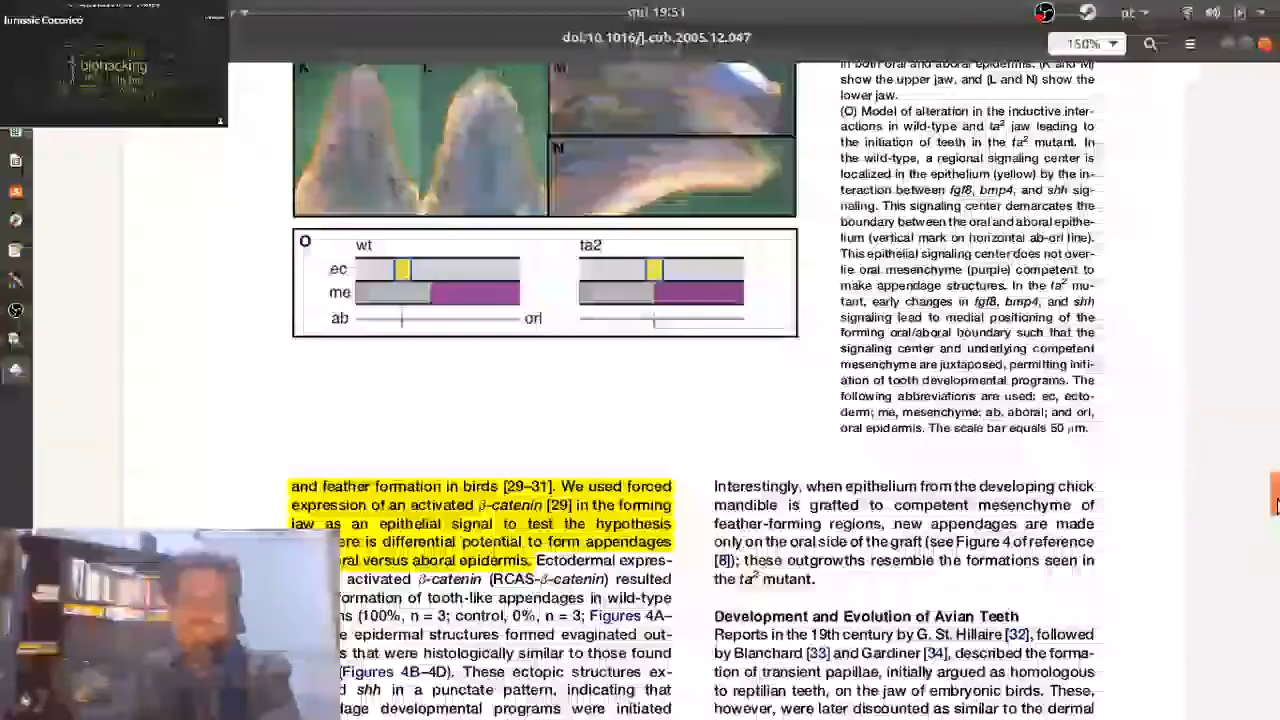 Jurassic Cocoricó
biohacking
qui 19:51
pt
doi:10.1016/j.cub.2005.12.047
150%
K
L
M
N
in both oral and aboral epidermis. (K and M)
show the upper jaw, and (L and N) show the
lower jaw.
(O) Model of alteration in the inductive inter-
actions in wild-type and ta² jaw leading to
the initiation of teeth in the ta² mutant. In
the wild-type, a regional signaling center is
localized in the epithelium (yellow) by the in-
teraction between fgf8, bmp4, and shh sig-
naling. This signaling center demarcates the
boundary between the oral and aboral epithe-
lium (vertical mark on horizontal ab-orl line).
This epithelial signaling center does not over-
lie oral mesenchyme (purple) competent to
make appendage structures. In the ta² mu-
tant, early changes in fgf8, bmp4, and shh
signaling lead to medial positioning of the
forming oral/aboral boundary such that the
signaling center and underlying competent
mesenchyme are juxtaposed, permitting initi-
ation of tooth developmental programs. The
following abbreviations are used: ec, ecto-
derm; me, mesenchyme; ab, aboral; and orl,
oral epidermis. The scale bar equals 50 μm.
O
wt
ta2
ec
me
ab
orl
and feather formation in birds [29–31]. We used forced
expression of an activated β-catenin [29] in the forming
jaw as an epithelial signal to test the hypothesis
ere is differential potential to form appendages
ral versus aboral epidermis. Ectodermal expres-
activated β-catenin (RCAS-β-catenin) resulted
formation of tooth-like appendages in wild-type
ns (100%, n = 3; control, 0%, n = 3; Figures 4A–
e epidermal structures formed evaginated out-
s that were histologically similar to those found
(Figures 4B–4D). These ectopic structures ex-
d shh in a punctate pattern, indicating that
dage developmental programs were initiated
Interestingly, when epithelium from the developing chick
mandible is grafted to competent mesenchyme of
feather-forming regions, new appendages are made
only on the oral side of the graft (see Figure 4 of reference
[8]); these outgrowths resemble the formations seen in
the ta² mutant.
Development and Evolution of Avian Teeth
Reports in the 19th century by G. St. Hillaire [32], followed
by Blanchard [33] and Gardiner [34], described the forma-
tion of transient papillae, initially argued as homologous
to reptilian teeth, on the jaw of embryonic birds. These,
however, were later discounted as similar to the dermal